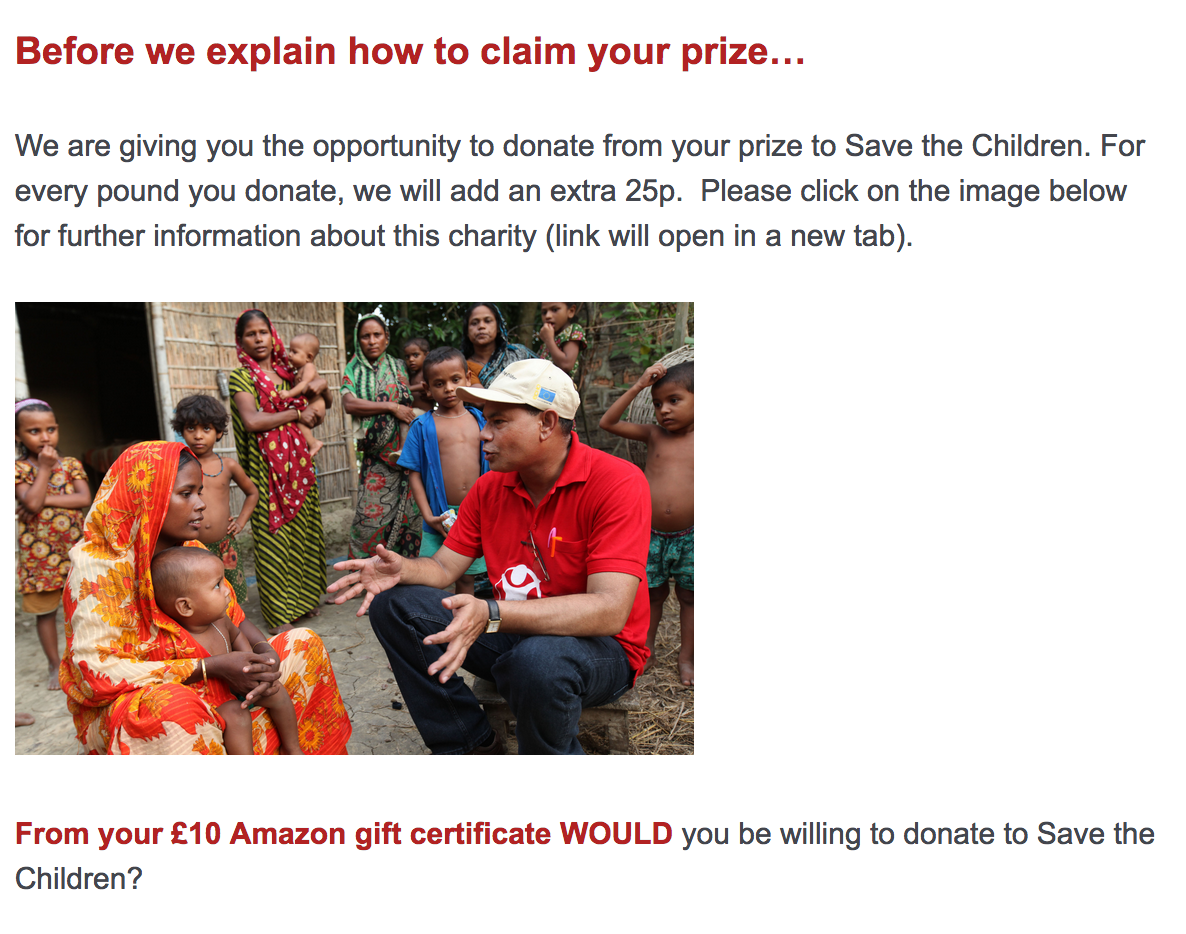 Before we explain how to claim your prize…
We are giving you the opportunity to donate from your prize to Save the Children. For
every pound you donate, we will add an extra 25p.  Please click on the image below
for further information about this charity (link will open in a new tab).
From your £10 Amazon gift certificate WOULD you be willing to donate to Save the
Children?